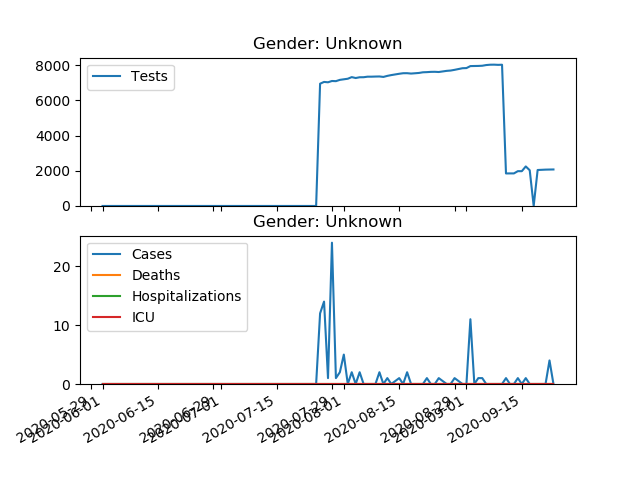 Gender: Unknown
8000
6000
4000
2000
0
Tests
Gender: Unknown
20
10
0
Cases
Deaths
Hospitalizations
ICU
2020-05-29
2020-06-01
2020-06-15
2020-06-29
2020-07-01
2020-07-15
2020-07-29
2020-08-01
2020-08-15
2020-08-29
2020-09-01
2020-09-15